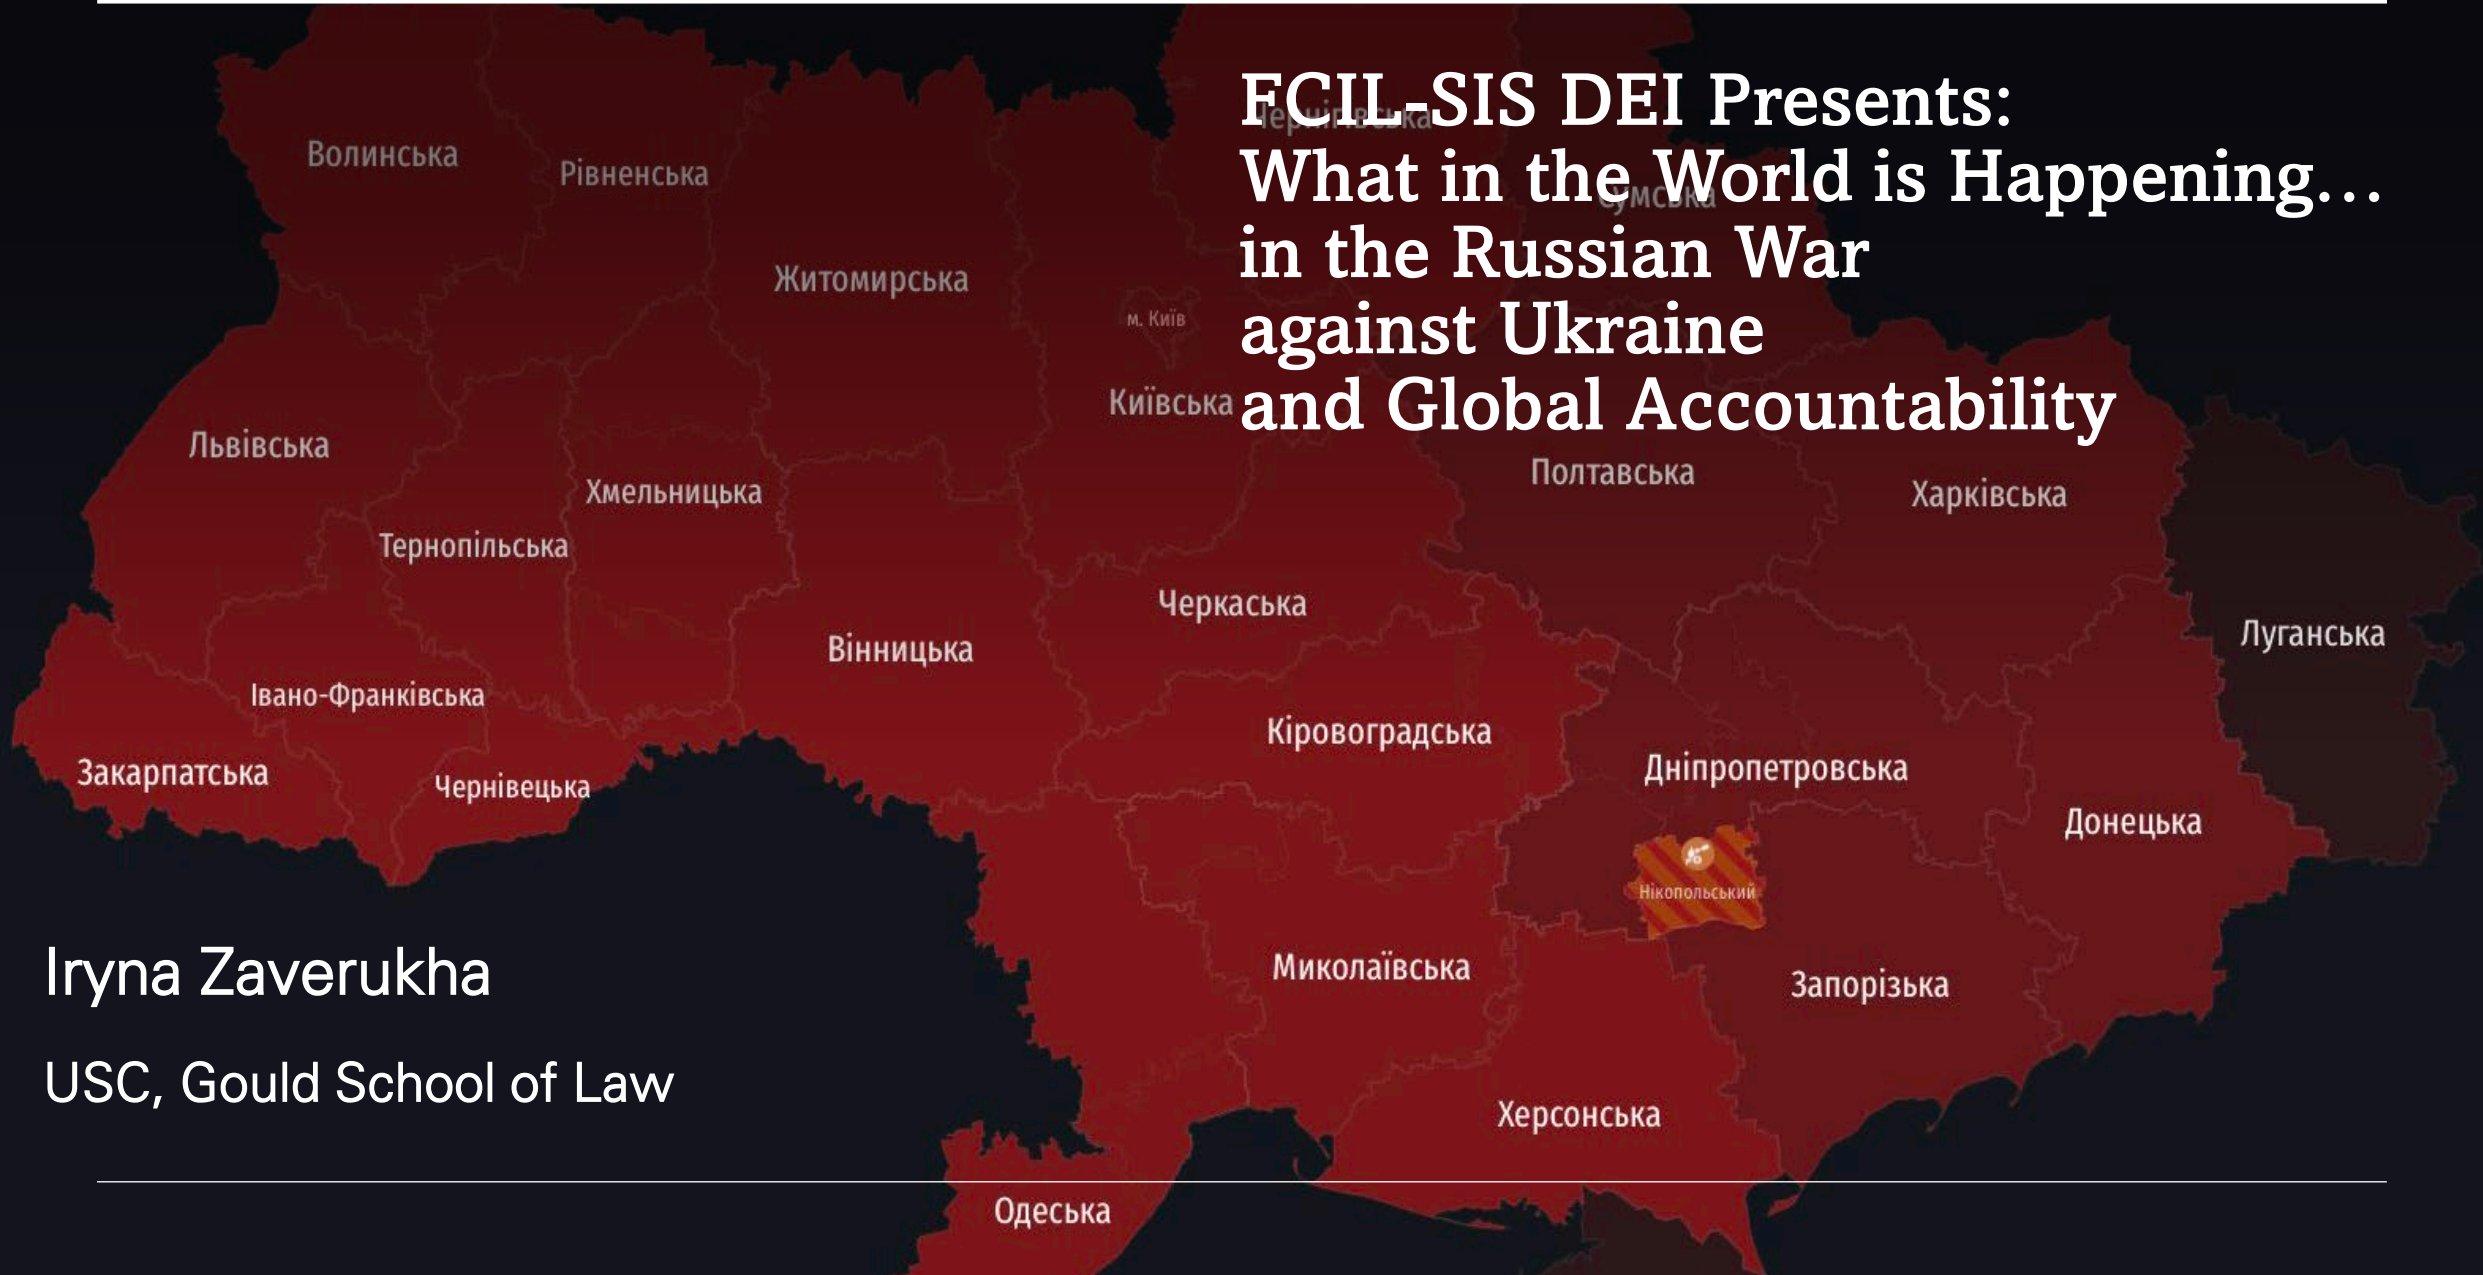 FCIL-SIS DEI Presents:
What in the World is Happening...
in the Russian War
against Ukraine
and Global Accountability
Чернігівська
Сумська
Волинська
Рівненська
Житомирська
м. Київ
Київська
Львівська
Полтавська
Харківська
Хмельницька
Тернопільська
Черкаська
Луганська
Вінницька
Івано-Франківська
Кіровоградська
Закарпатська
Чернівецька
Дніпропетровська
Донецька
Нікопольський
Миколаївська
Запорізька
Херсонська
Одеська
Iryna Zaverukha
USC, Gould School of Law